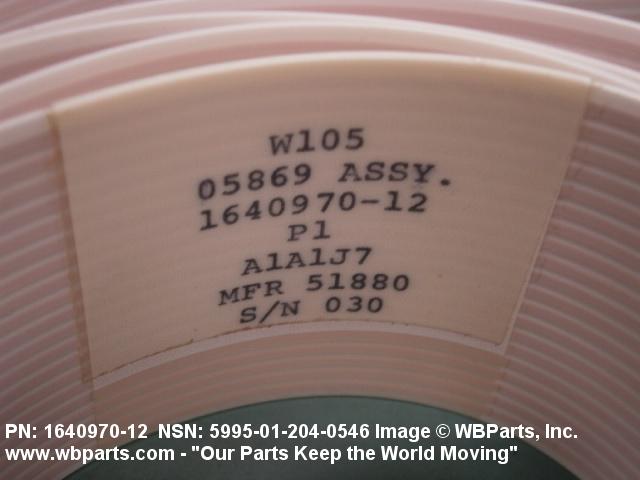 W105
05869 ASSY.
1640970-12
P1
A1A1J7
MFR 51880
S/N 030
PN: 1640970-12 NSN: 5995-01-204-0546 Image © WBParts, Inc.
www.wbparts.com - "Our Parts Keep the World Moving"